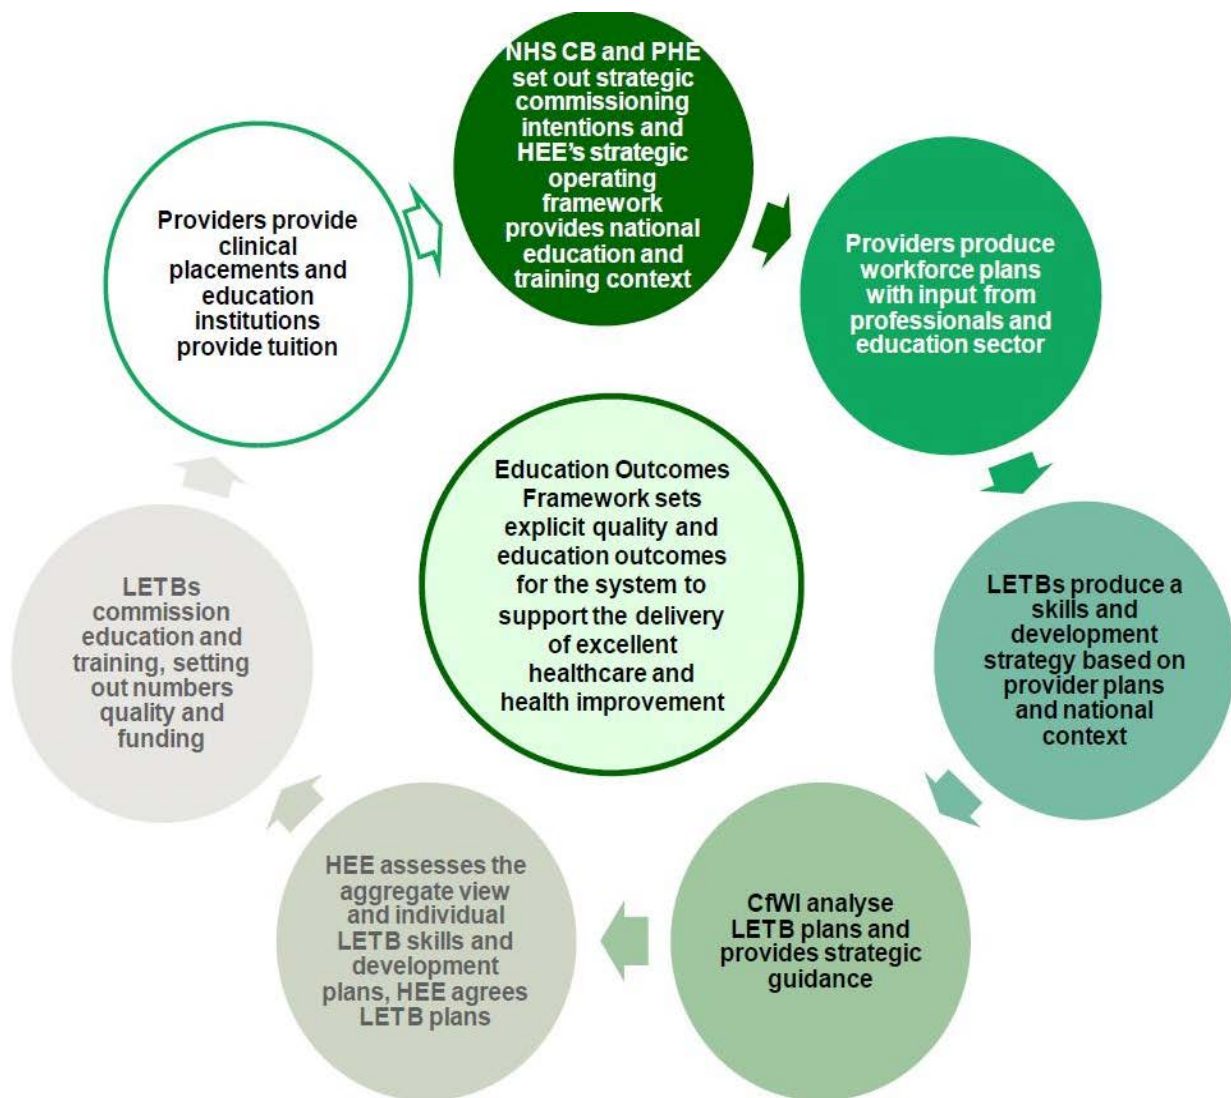 NHS CB and PHE
set out strategic
commissioning
intentions and
HEE’s strategic
operating
framework
provides national
education and
training context
Providers produce
workforce plans
with input from
professionals and
education sector
LETBs produce a
skills and
development
strategy based on
provider plans
and national
context
CfWI analyse
LETB plans and
provides strategic
guidance
HEE assesses the
aggregate view
and individual
LETB skills and
development
plans, HEE agrees
LETB plans
LETBs
commission
education and
training, setting
out numbers
quality and
funding
Providers provide
clinical
placements and
education
institutions
provide tuition
Education Outcomes
Framework sets
explicit quality and
education outcomes
for the system to
support the delivery
of excellent
healthcare and
health improvement